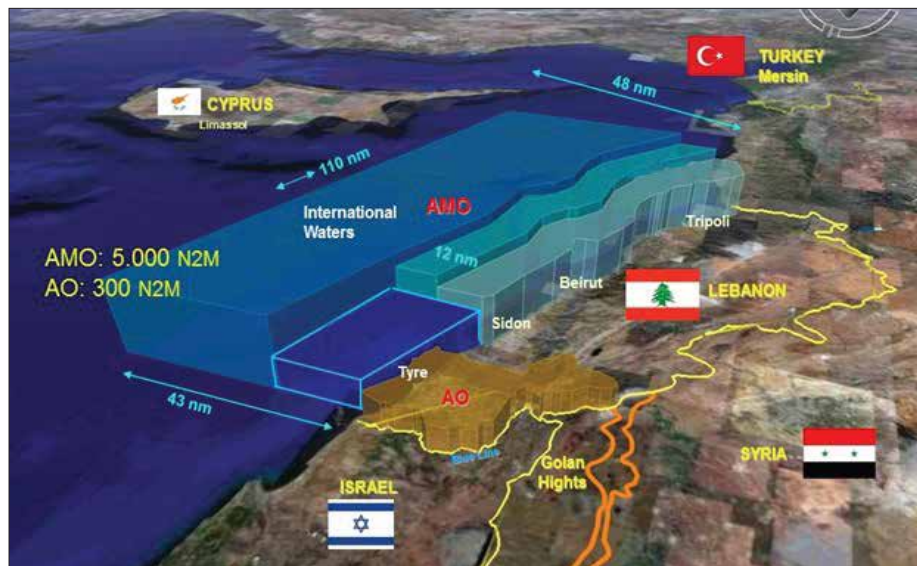 TURKEY
Mersin
48 nm
CYPRUS
Limassol
110 nm
International
Waters
AMO
Tripoli
12 nm
AMO: 5.000 N2M
AO: 300 N2M
Beirut
LEBANON
Sidon
Tyre
AO
43 nm
Blue Line
Golan
Hights
SYRIA
ISRAEL